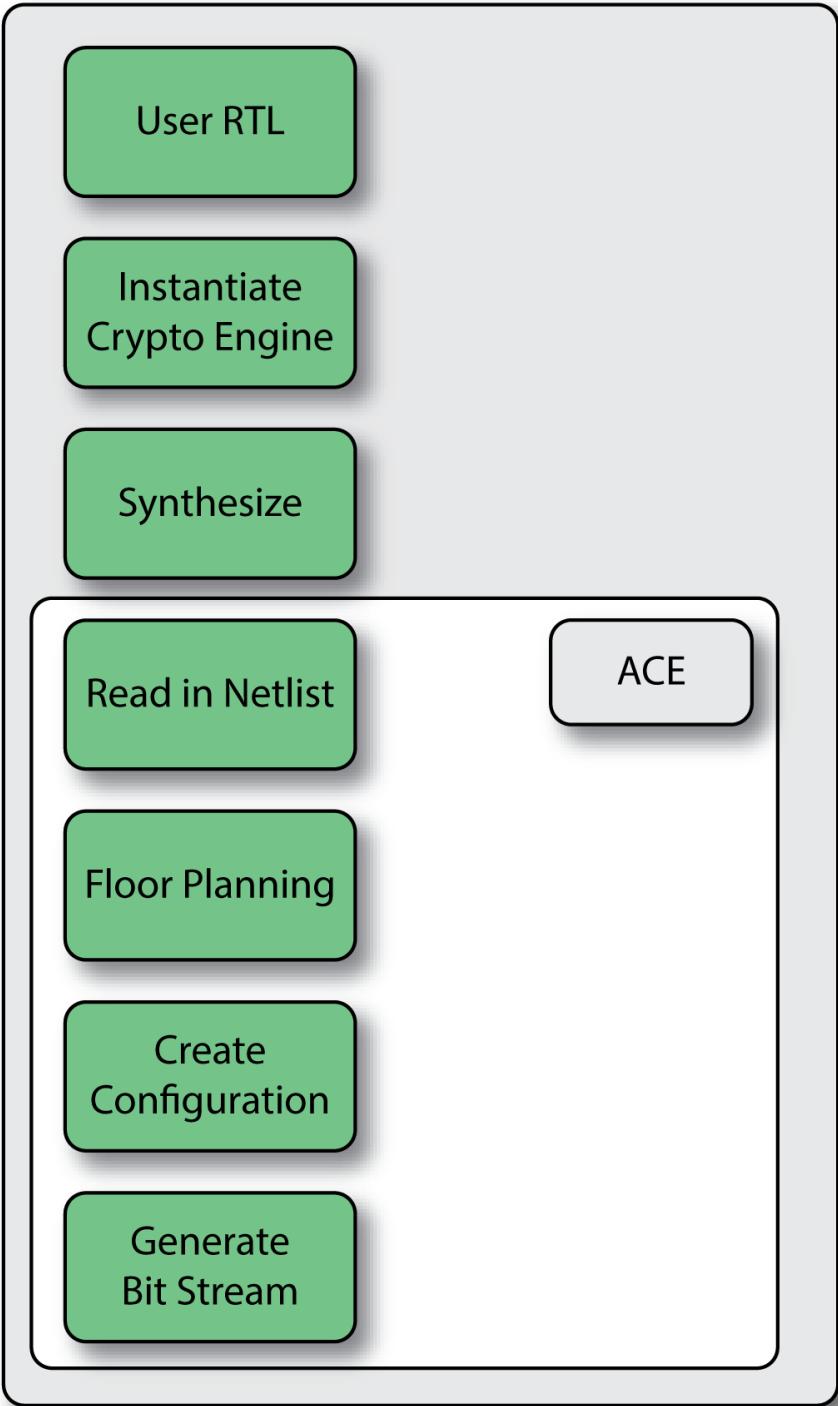 User RTL
Instantiate
Crypto Engine
Synthesize
Read in Netlist
ACE
Floor Planning
Create
Configuration
Generate
Bit Stream